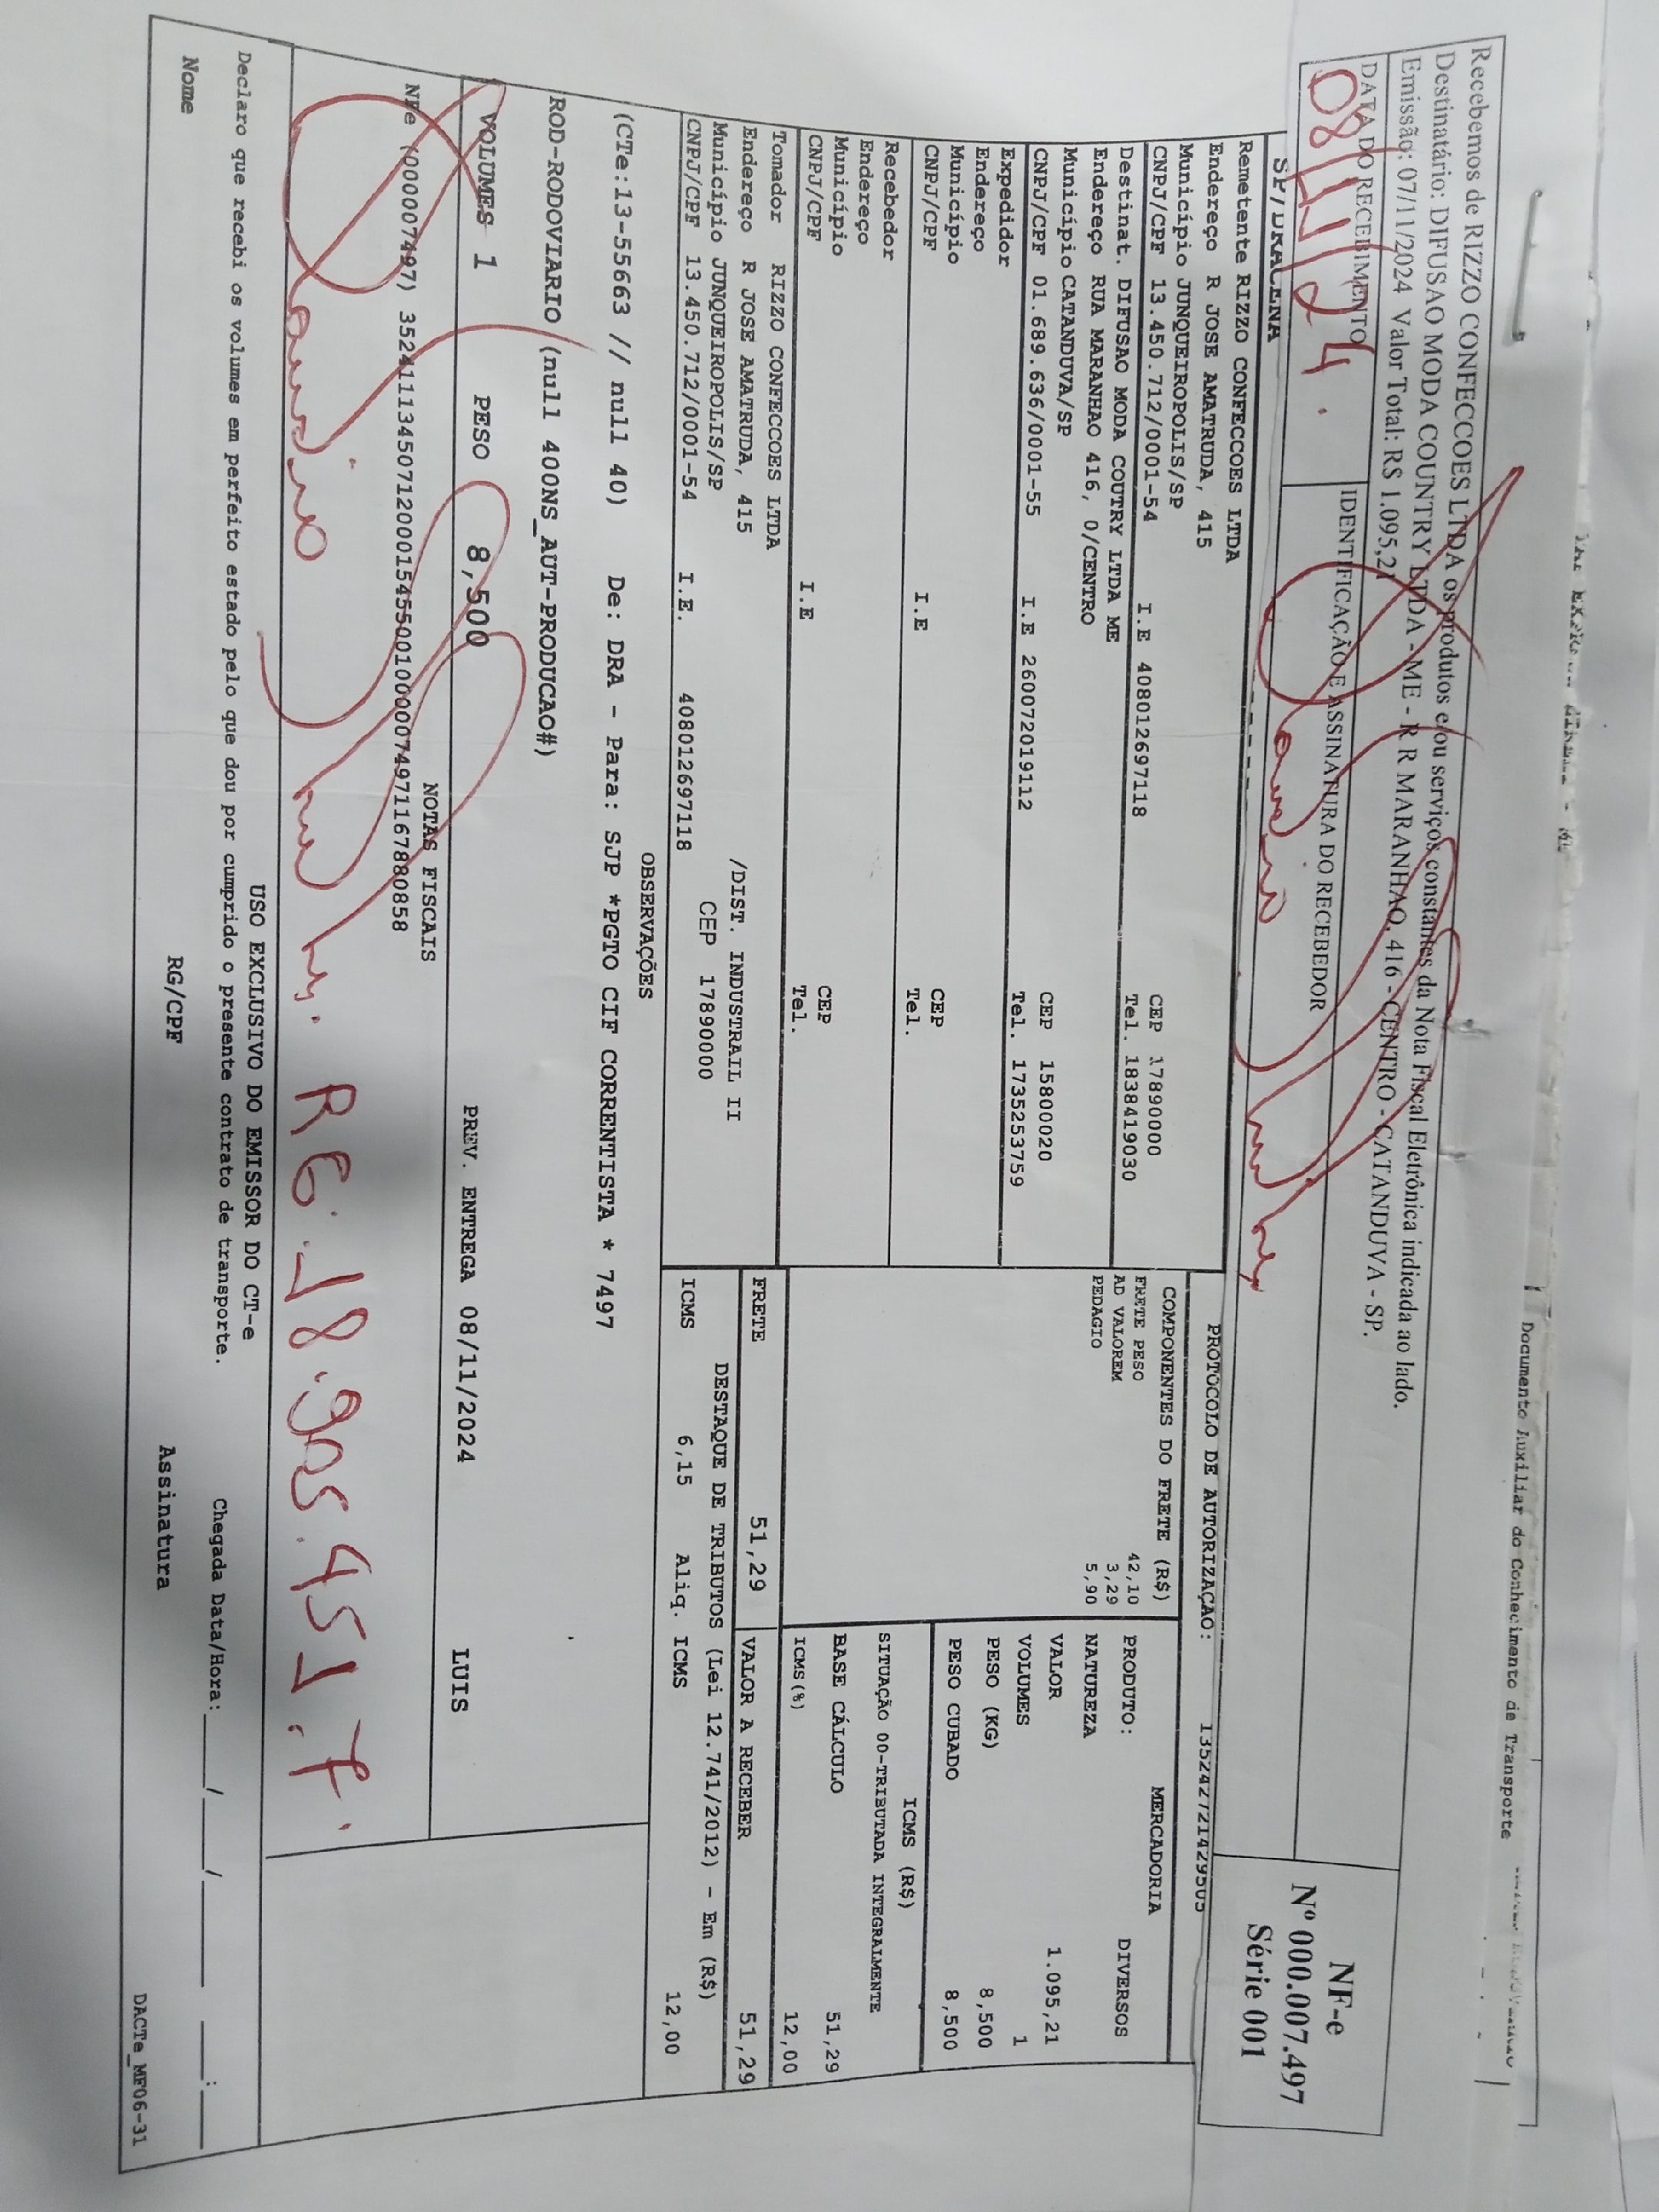 Documento Auxiliar do Conhecimento de Transporte
Recebemos de RIZZO CONFECCOES LTDA os produtos e/ou serviços constantes da Nota Fiscal Eletrônica indicada ao lado.
Destinatário: DIFUSAO MODA COUNTRY LTDA - ME - R R MARANHAO, 416 - CENTRO - CATANDUVA - SP.
Emissão: 07/11/2024 Valor Total: R$ 1.095,21
DATA DO RECEBIMENTO
IDENTIFICAÇÃO E ASSINATURA DO RECEBEDOR
08/11/24.
NF-e
Nº 000.007.497
Série 001
SP/DRACENA
PROTOCOLO DE AUTORIZAÇÃO: 135242721429505
Remetente RIZZO CONFECCOES LTDA
Endereço R JOSE AMATRUDA, 415
Município JUNQUEIROPOLIS/SP CEP 17890000
CNPJ/CPF 13.450.712/0001-54 I.E 408012697118 Tel. 1838419030
Destinat. DIFUSAO MODA COUTRY LTDA ME
Endereço RUA MARANHAO 416, 0/CENTRO
Município CATANDUVA/SP CEP 15800020
CNPJ/CPF 01.689.636/0001-55 I.E 260072019112 Tel. 1735253759
Expedidor
Endereço
Município CEP
CNPJ/CPF I.E Tel.
Recebedor
Endereço
Município CEP
CNPJ/CPF I.E Tel.
Tomador RIZZO CONFECCOES LTDA
Endereço R JOSE AMATRUDA, 415 /DIST. INDUSTRAIL II
Município JUNQUEIROPOLIS/SP CEP 17890000
CNPJ/CPF 13.450.712/0001-54 I.E. 408012697118
COMPONENTES DO FRETE (R$)
FRETE PESO 42,10
AD VALOREM 3,29
PEDAGIO 5,90
MERCADORIA
PRODUTO: DIVERSOS
NATUREZA
VALOR 1.095,21
VOLUMES 1
PESO (KG) 8,500
PESO CUBADO 8,500
ICMS (R$)
SITUAÇÃO 00-TRIBUTADA INTEGRALMENTE
BASE CÁLCULO 51,29
ICMS(%) 12,00
FRETE 51,29 VALOR A RECEBER 51,29
DESTAQUE DE TRIBUTOS (Lei 12.741/2012) - Em (R$)
ICMS 6,15 Aliq. ICMS 12,00
OBSERVAÇÕES
(CTe:13-55663 // null 40) De: DRA - Para: SJP *PGTO CIF CORRENTISTA * 7497
ROD-RODOVIARIO (null 400NS_AUT-PRODUCAO#)
VOLUMES 1 PESO 8,500 PREV. ENTREGA 08/11/2024 LUIS
NOTAS FISCAIS
NFe (000007497) 35241113450712000154550010000074971167880858
RG. 18.905.451.7.
USO EXCLUSIVO DO EMISSOR DO CT-e
Declaro que recebi os volumes em perfeito estado pelo que dou por cumprido o presente contrato de transporte. Chegada Data/Hora: ___/___/_____ ___:___
Nome RG/CPF Assinatura
DACTe_MF06-31